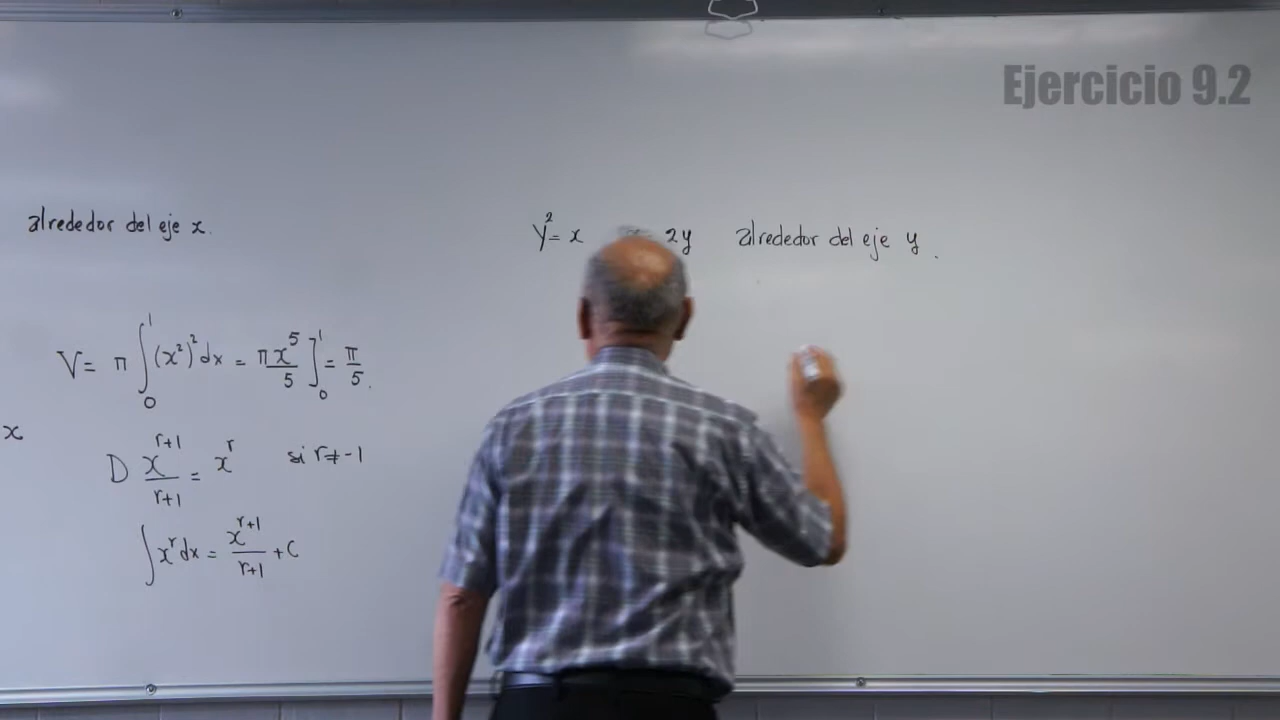 Ejercicio 9.2
alrededor del eje x.
y² = x x = 2y alrededor del eje y.
V = π ∫₀¹ (x²)² dx = π x⁵/5 ]₀¹ = π/5.
x
D x^(r+1)/(r+1) = x^r si r ≠ -1
∫ x^r dx = x^(r+1)/(r+1) + C